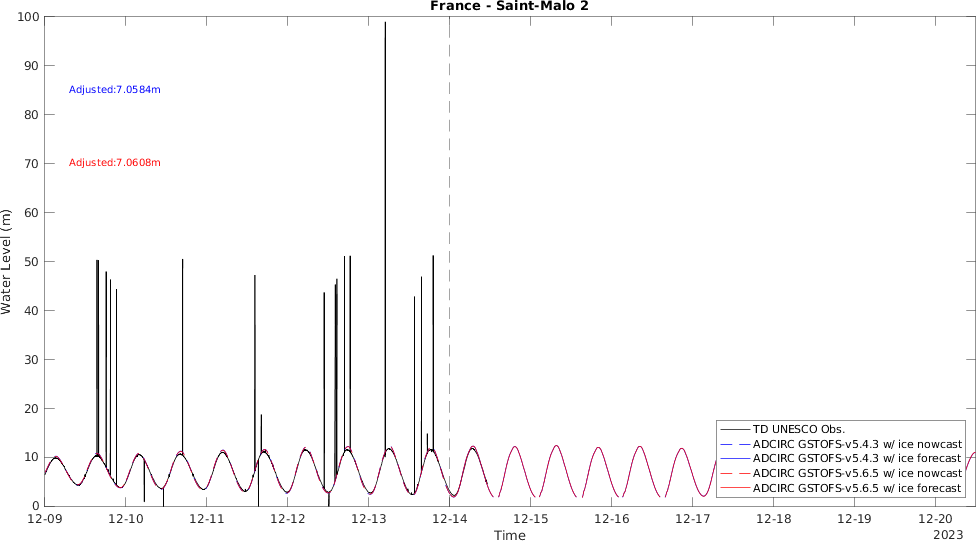 France - Saint-Malo 2
100
90
80
70
60
50
40
30
20
10
0
Water Level (m)
Adjusted:7.0584m
Adjusted:7.0608m
TD UNESCO Obs.
ADCIRC GSTOFS-v5.4.3 w/ ice nowcast
ADCIRC GSTOFS-v5.4.3 w/ ice forecast
ADCIRC GSTOFS-v5.6.5 w/ ice nowcast
ADCIRC GSTOFS-v5.6.5 w/ ice forecast
12-09 12-10 12-11 12-12 12-13 12-14 12-15 12-16 12-17 12-18 12-19 12-20
Time
2023